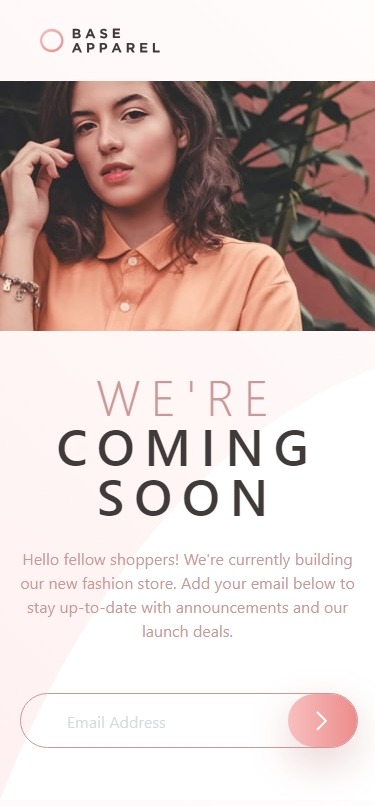 BASE
APPAREL
WE'RE
COMING
SOON
Hello fellow shoppers! We're currently building
our new fashion store. Add your email below to
stay up-to-date with announcements and our
launch deals.
Email Address